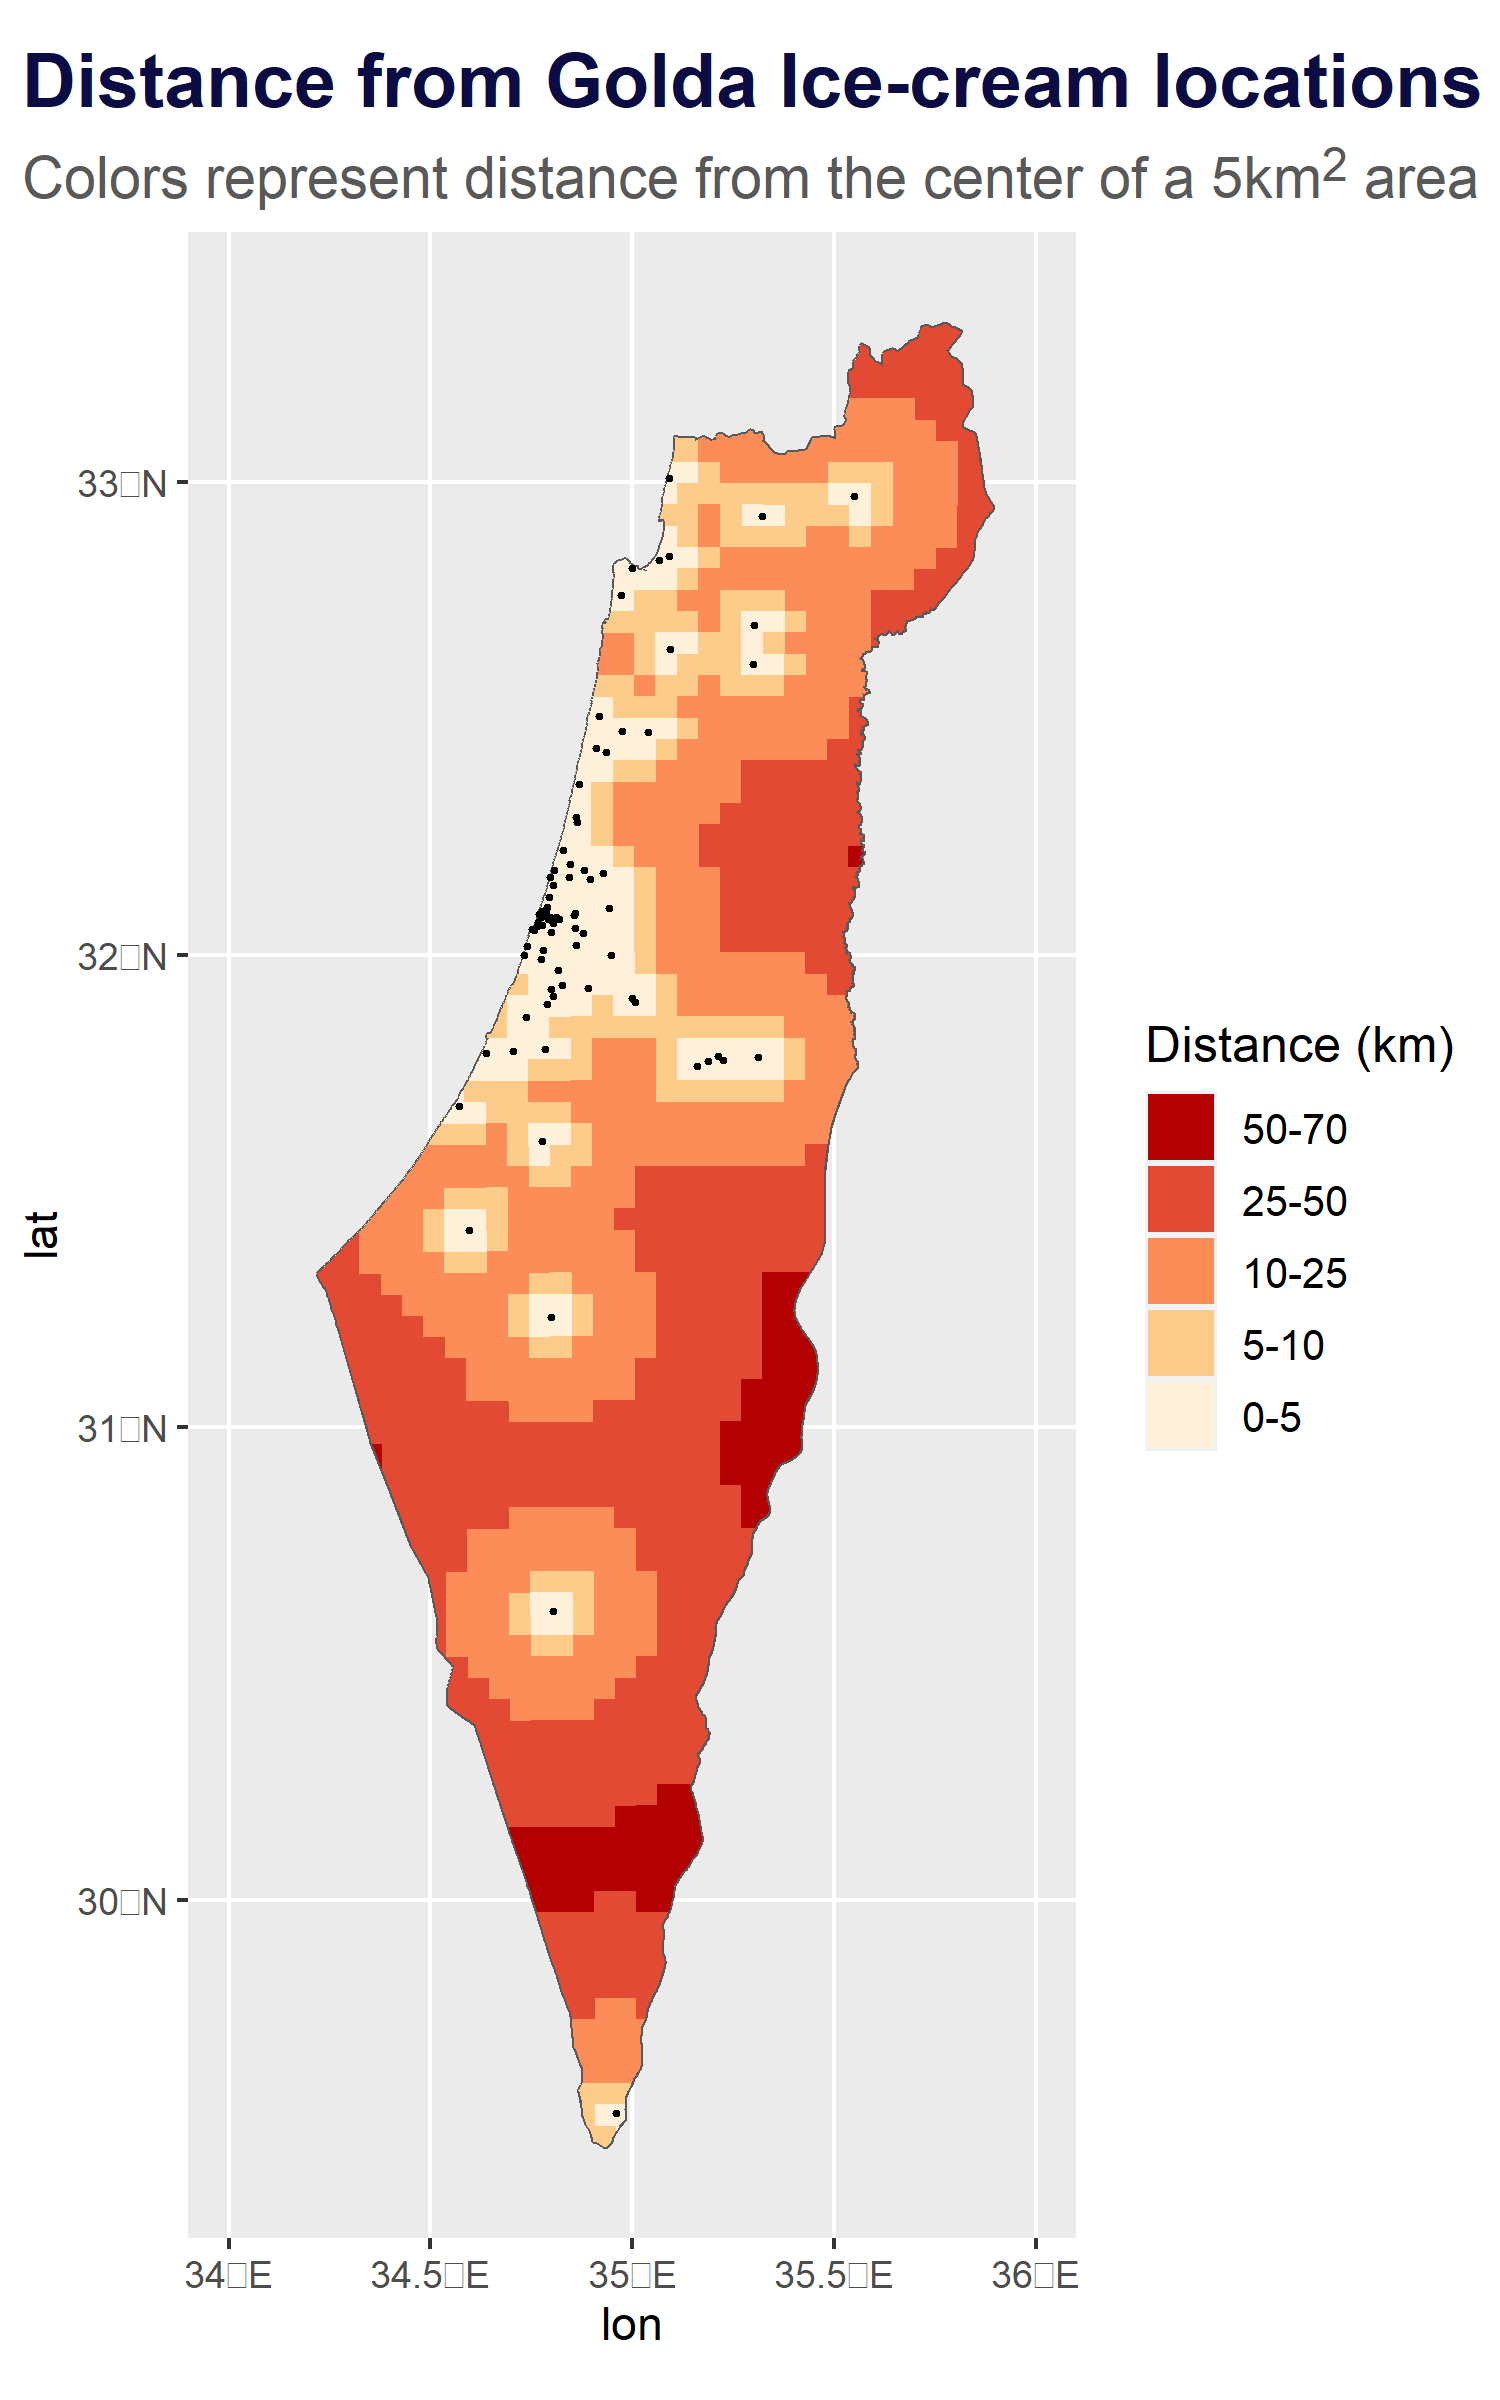 Distance from Golda Ice-cream locations
Colors represent distance from the center of a 5km² area
33□N
32□N
31□N
30□N
lat
34□E
34.5□E
35□E
35.5□E
36□E
lon
Distance (km)
50-70
25-50
10-25
5-10
0-5